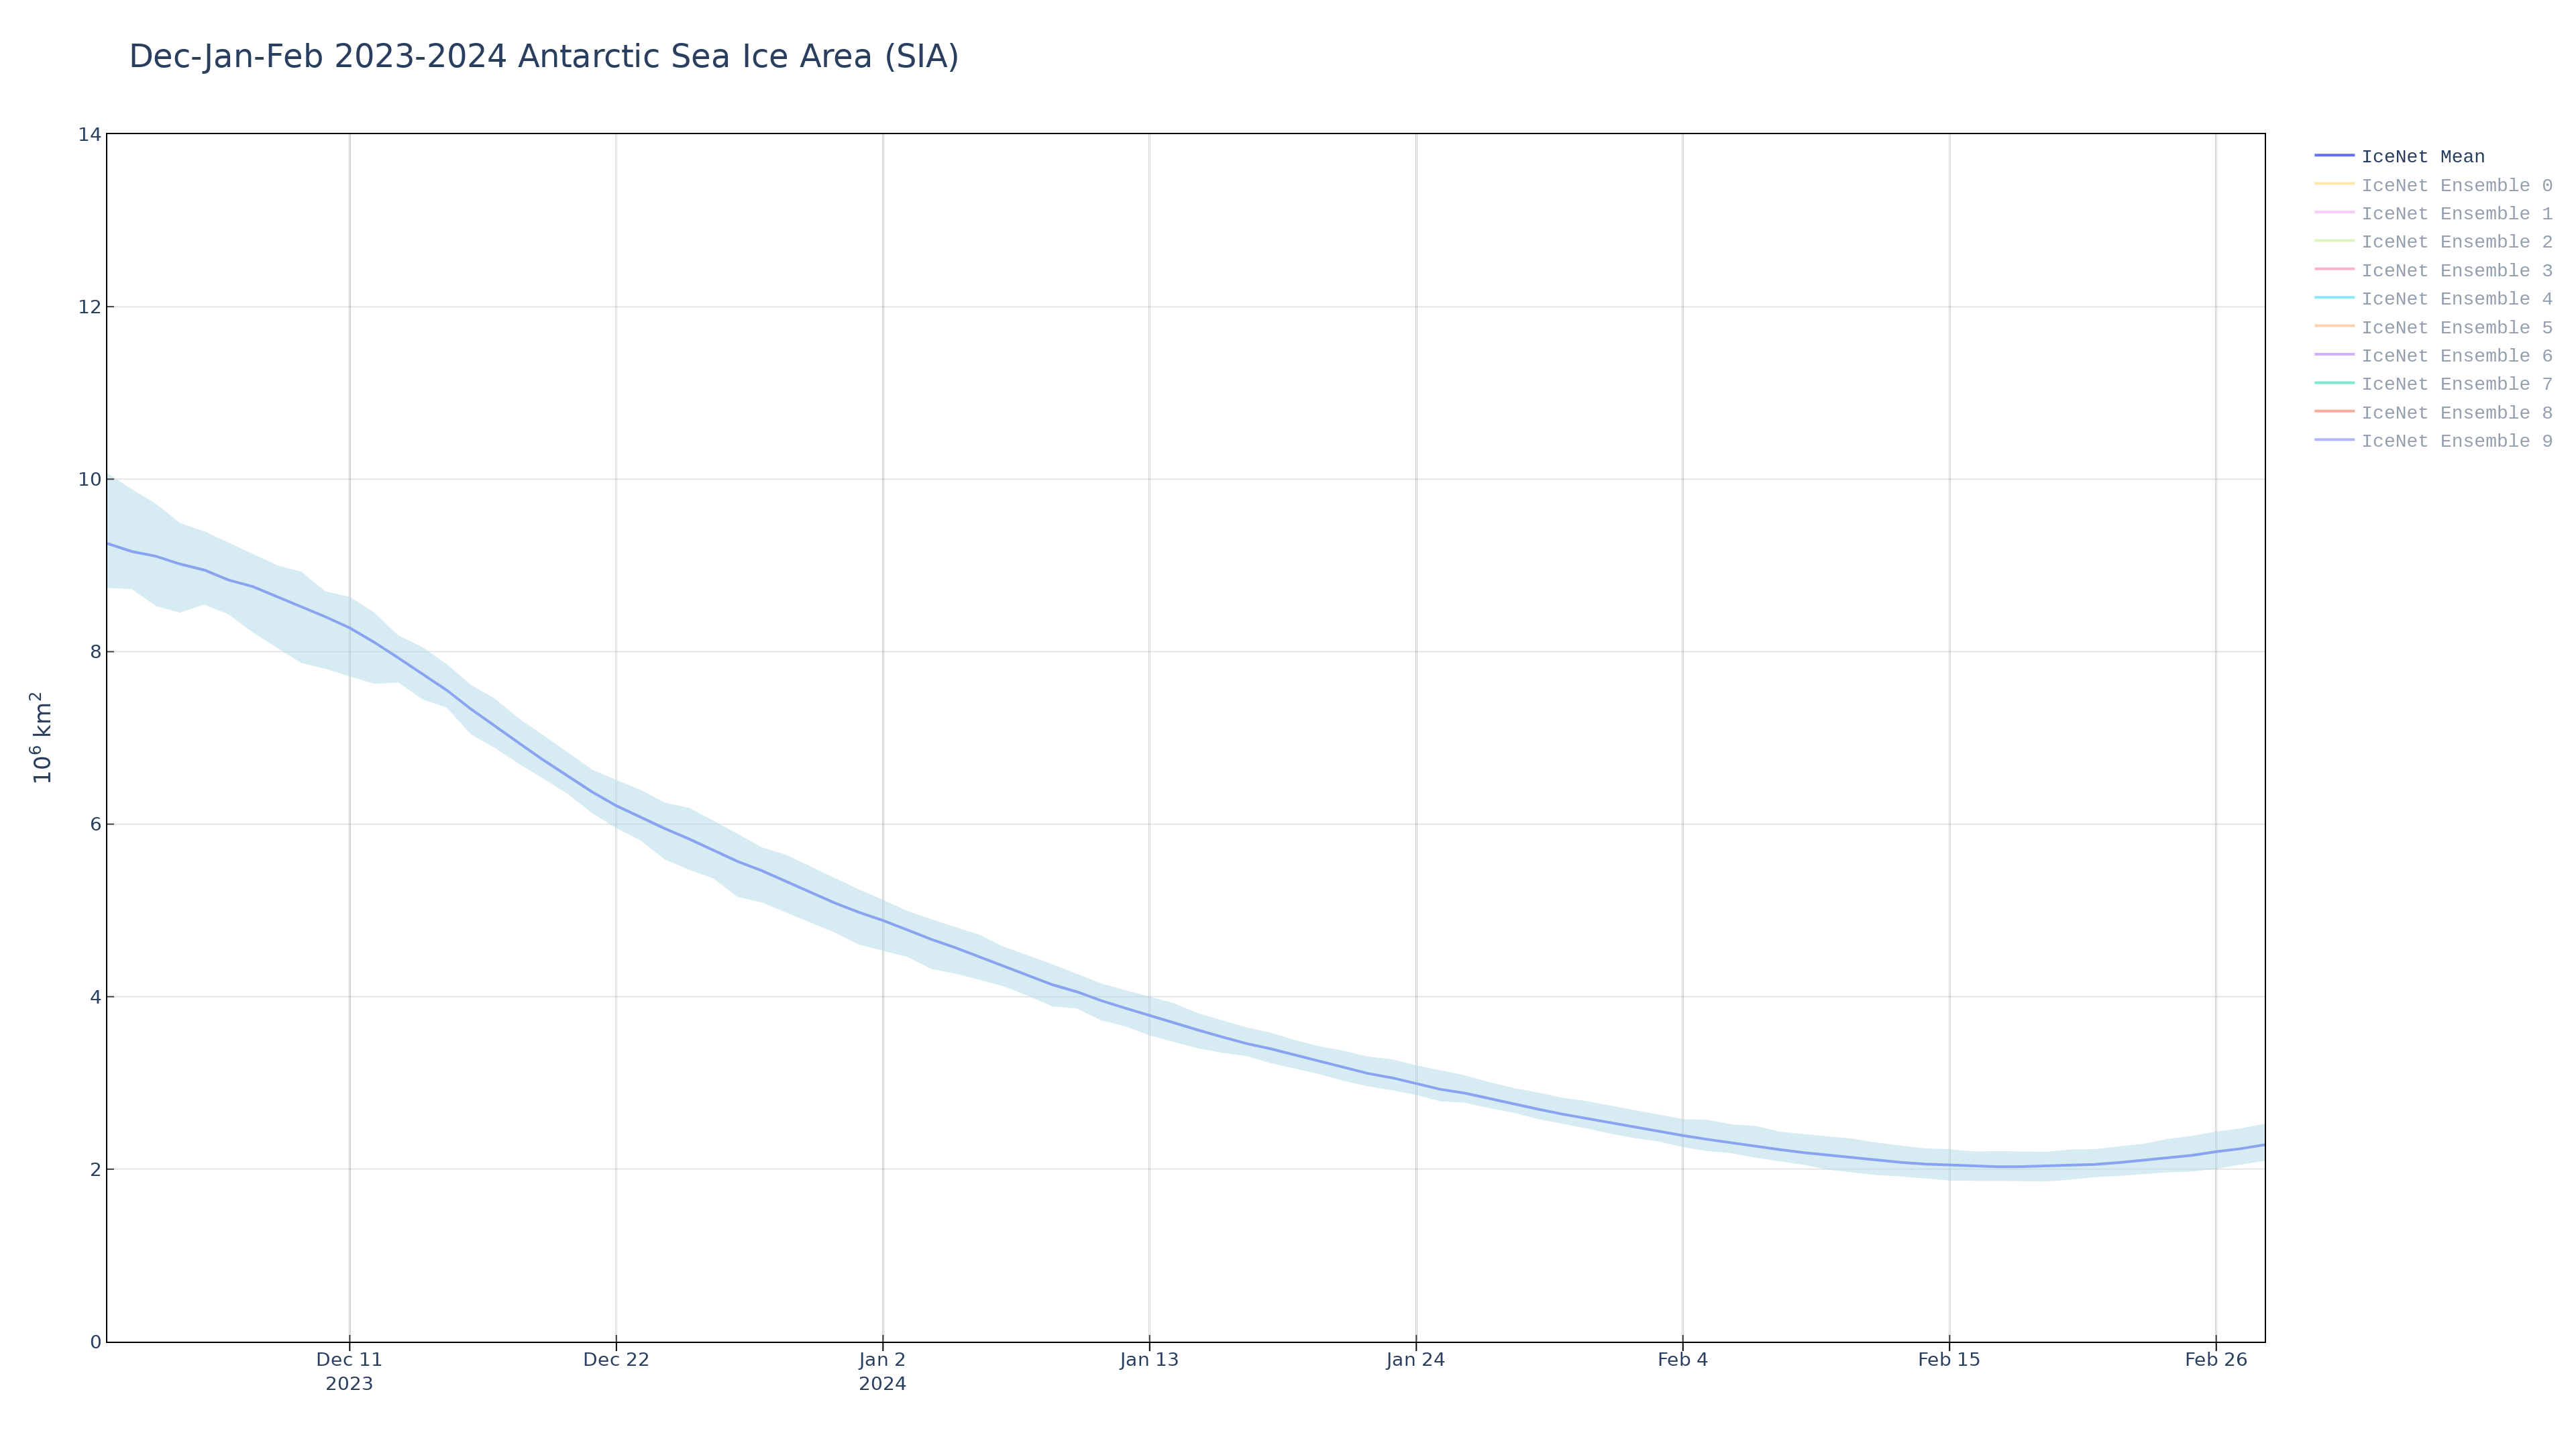 Dec-Jan-Feb 2023-2024 Antarctic Sea Ice Area (SIA)
14
12
10
8
6
4
2
0
10⁶ km²
Dec 11
2023
Dec 22
Jan 2
2024
Jan 13
Jan 24
Feb 4
Feb 15
Feb 26
IceNet Mean
IceNet Ensemble 0
IceNet Ensemble 1
IceNet Ensemble 2
IceNet Ensemble 3
IceNet Ensemble 4
IceNet Ensemble 5
IceNet Ensemble 6
IceNet Ensemble 7
IceNet Ensemble 8
IceNet Ensemble 9